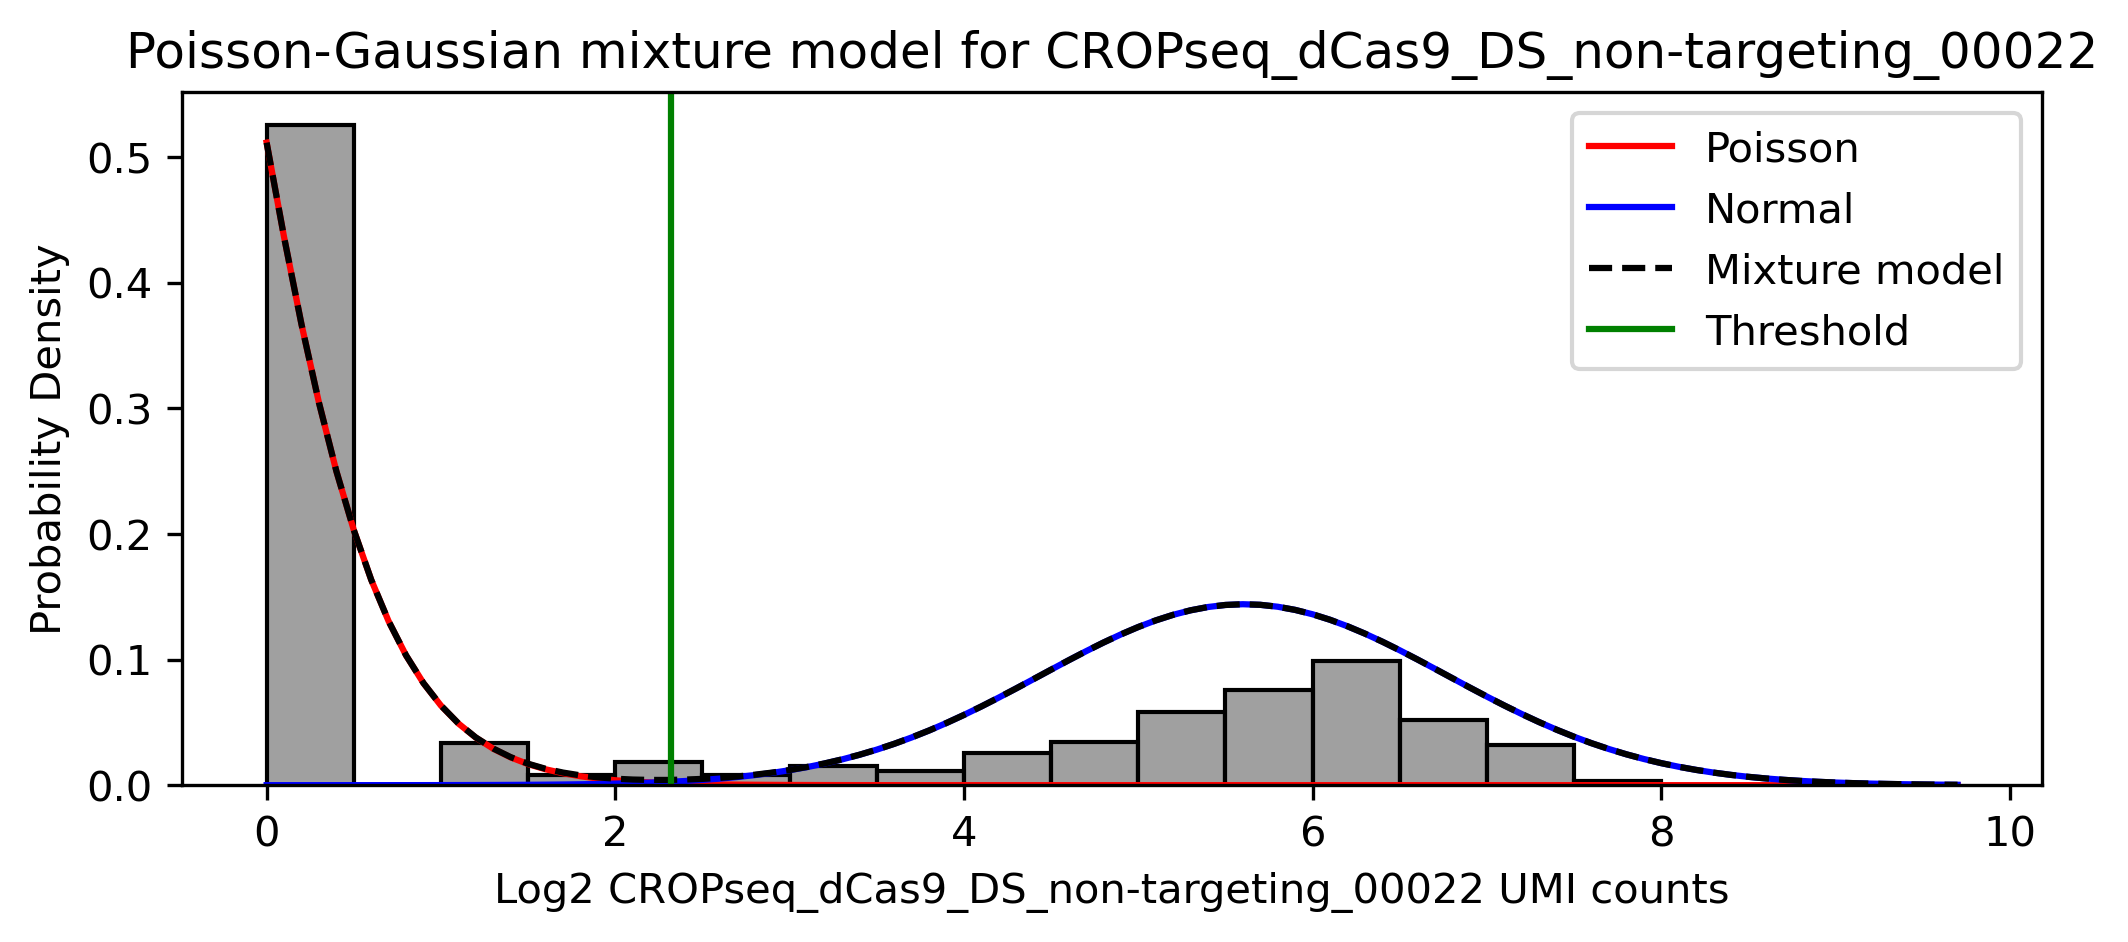 Poisson-Gaussian mixture model for CROPseq_dCas9_DS_non-targeting_00022
Poisson
Normal
Mixture model
Threshold
Probability Density
0.5
0.4
0.3
0.2
0.1
0.0
0 2 4 6 8 10
Log2 CROPseq_dCas9_DS_non-targeting_00022 UMI counts